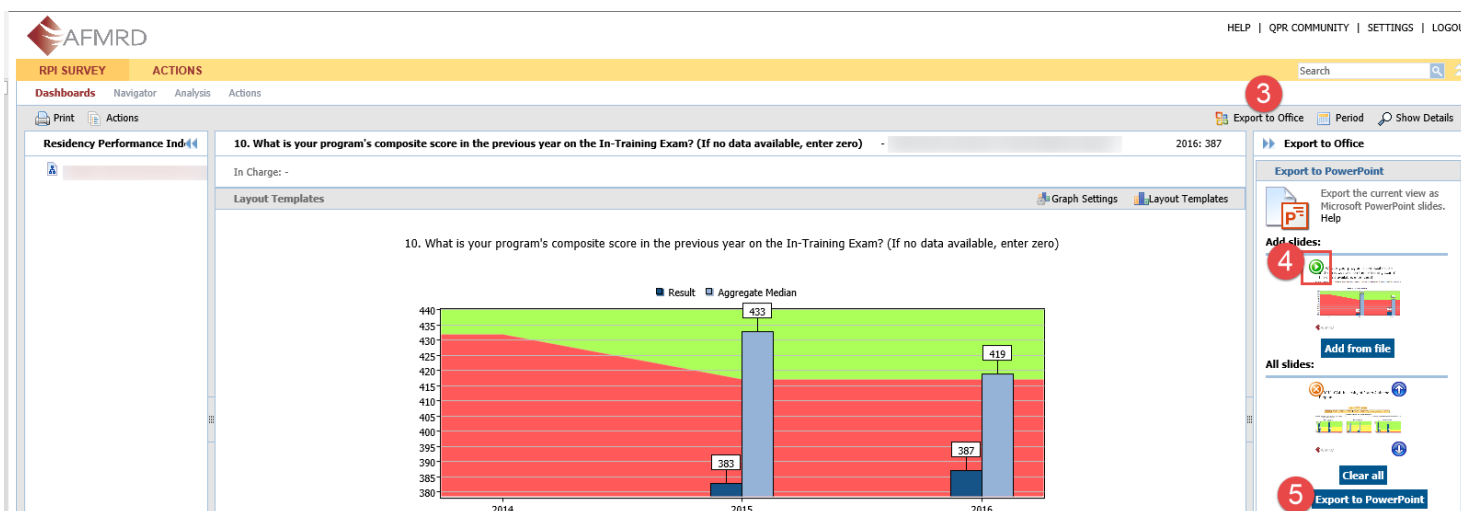 AFMRD
HELP | QPR COMMUNITY | SETTINGS | LOGOU
RPI SURVEY ACTIONS
Search
Dashboards Navigator Analysis Actions
3
Print Actions
Export to Office Period Show Details
Residency Performance Ind
10. What is your program's composite score in the previous year on the In-Training Exam? (If no data available, enter zero) -
2016: 387
Export to Office
In Charge: -
Export to PowerPoint
Layout Templates
Graph Settings Layout Templates
Export the current view as
Microsoft PowerPoint slides.
Help
10. What is your program's composite score in the previous year on the In-Training Exam? (If no data available, enter zero)
Add slides:
4
Result Aggregate Median
440
435
430
425
420
415
410
405
400
395
390
385
380
433
419
383
387
2014 2015 2016
Add from file
All slides:
Clear all
5
Export to PowerPoint